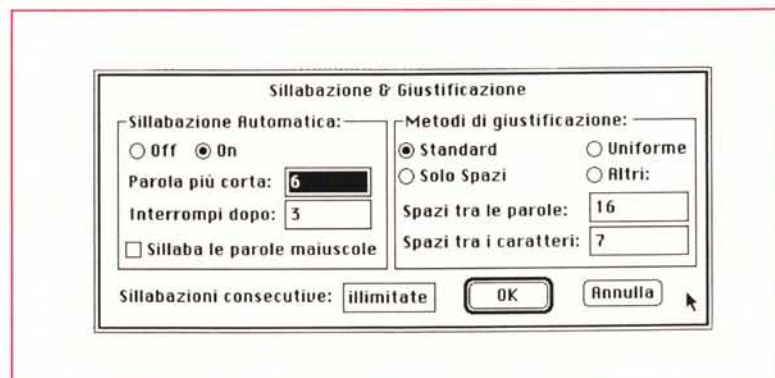 Sillabazione & Giustificazione
Sillabazione Automatica:
Off On
Parola più corta: 6
Interrompi dopo: 3
Sillaba le parole maiuscole
Metodi di giustificazione:
Standard Uniforme
Solo Spazi Altri:
Spazi tra le parole: 16
Spazi tra i caratteri: 7
Sillabazioni consecutive: illimitate OK Annulla